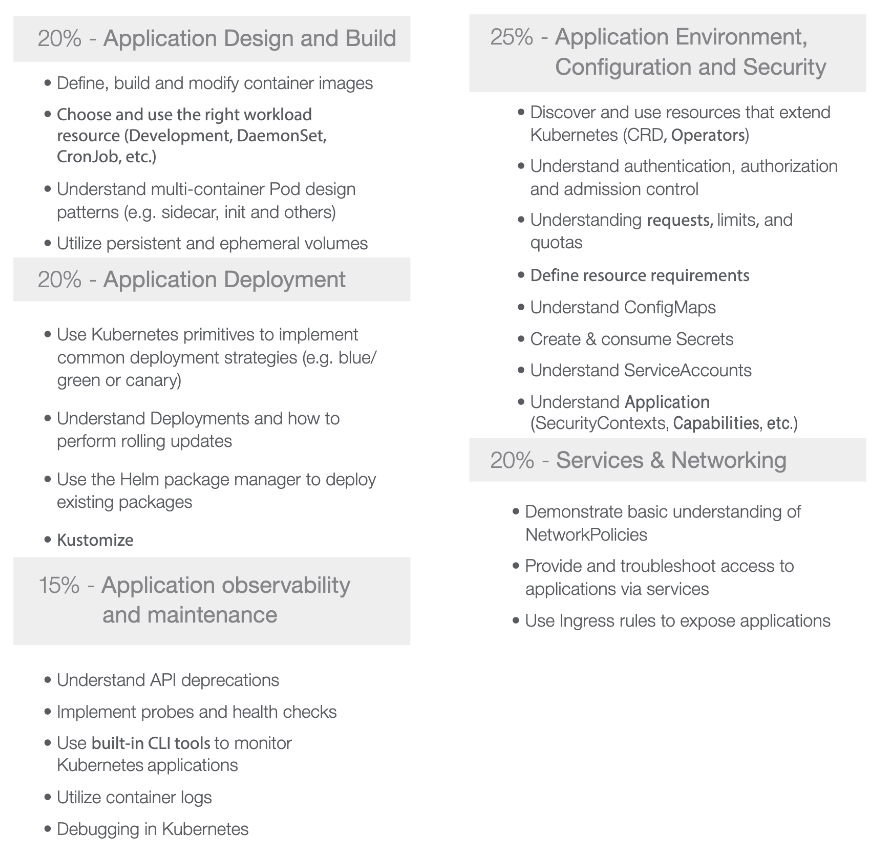 20% - Application Design and Build
• Define, build and modify container images
• Choose and use the right workload
resource (Development, DaemonSet,
CronJob, etc.)
• Understand multi-container Pod design
patterns (e.g. sidecar, init and others)
• Utilize persistent and ephemeral volumes
20% - Application Deployment
• Use Kubernetes primitives to implement
common deployment strategies (e.g. blue/
green or canary)
• Understand Deployments and how to
perform rolling updates
• Use the Helm package manager to deploy
existing packages
• Kustomize
15% - Application observability
and maintenance
• Understand API deprecations
• Implement probes and health checks
• Use built-in CLI tools to monitor
Kubernetes applications
• Utilize container logs
• Debugging in Kubernetes
25% - Application Environment,
Configuration and Security
• Discover and use resources that extend
Kubernetes (CRD, Operators)
• Understand authentication, authorization
and admission control
• Understanding requests, limits, and
quotas
• Define resource requirements
• Understand ConfigMaps
• Create & consume Secrets
• Understand ServiceAccounts
• Understand Application
(SecurityContexts, Capabilities, etc.)
20% - Services & Networking
• Demonstrate basic understanding of
NetworkPolicies
• Provide and troubleshoot access to
applications via services
• Use Ingress rules to expose applications